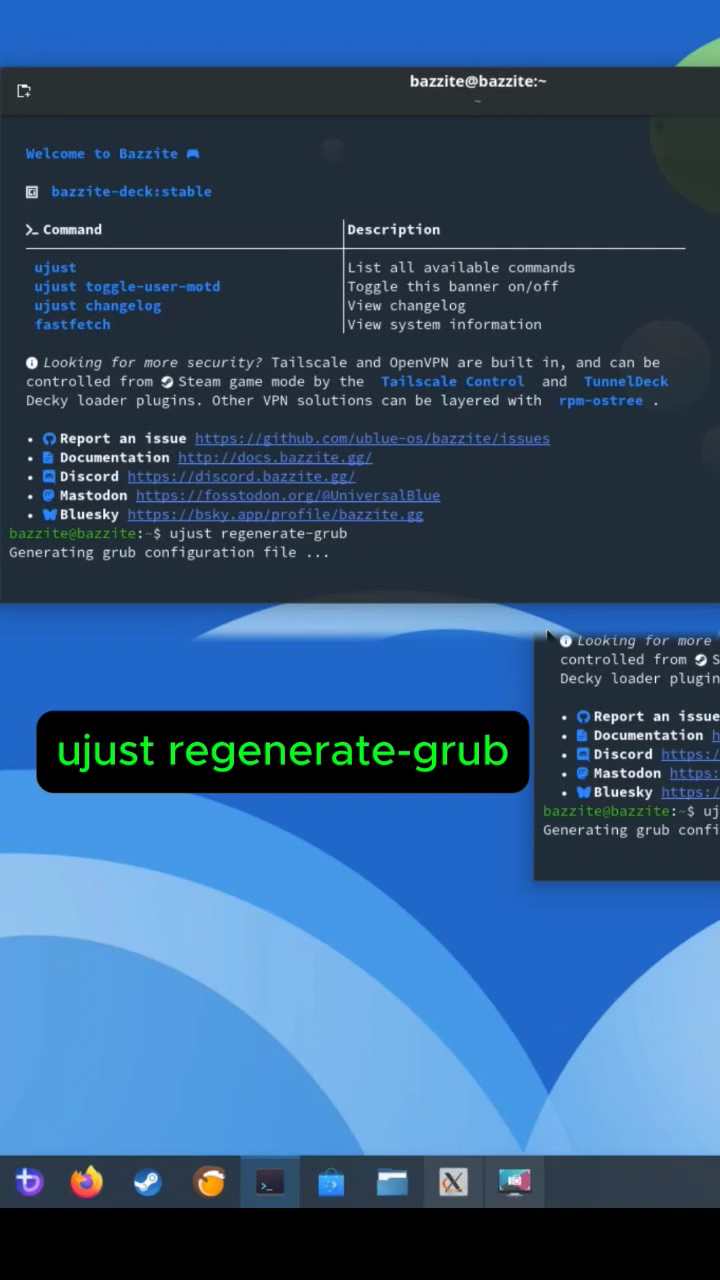 bazzite@bazzite:~
~
Welcome to Bazzite
bazzite-deck:stable
Command Description
ujust List all available commands
ujust toggle-user-motd Toggle this banner on/off
ujust changelog View changelog
fastfetch View system information
Looking for more security? Tailscale and OpenVPN are built in, and can be
controlled from Steam game mode by the Tailscale Control and TunnelDeck
Decky loader plugins. Other VPN solutions can be layered with rpm-ostree .
• Report an issue https://github.com/ublue-os/bazzite/issues
• Documentation http://docs.bazzite.gg/
• Discord https://discord.bazzite.gg/
• Mastodon https://fosstodon.org/@UniversalBlue
• Bluesky https://bsky.app/profile/bazzite.gg
bazzite@bazzite:~$ ujust regenerate-grub
Generating grub configuration file ...
Looking for more
controlled from S
Decky loader plugin
• Report an issue
• Documentation h
• Discord https:/
• Mastodon https:
• Bluesky https:/
bazzite@bazzite:~$ uj
Generating grub confi
ujust regenerate-grub